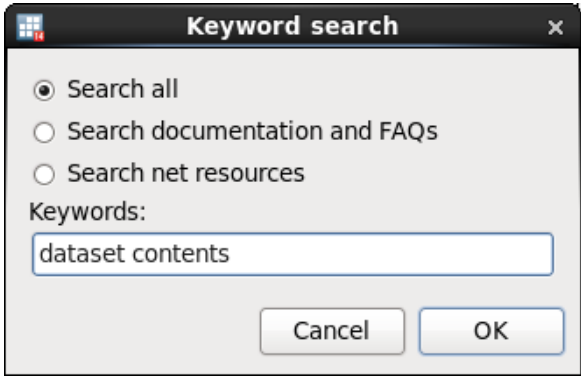 Keyword search
Search all
Search documentation and FAQs
Search net resources
Keywords:
dataset contents
Cancel OK